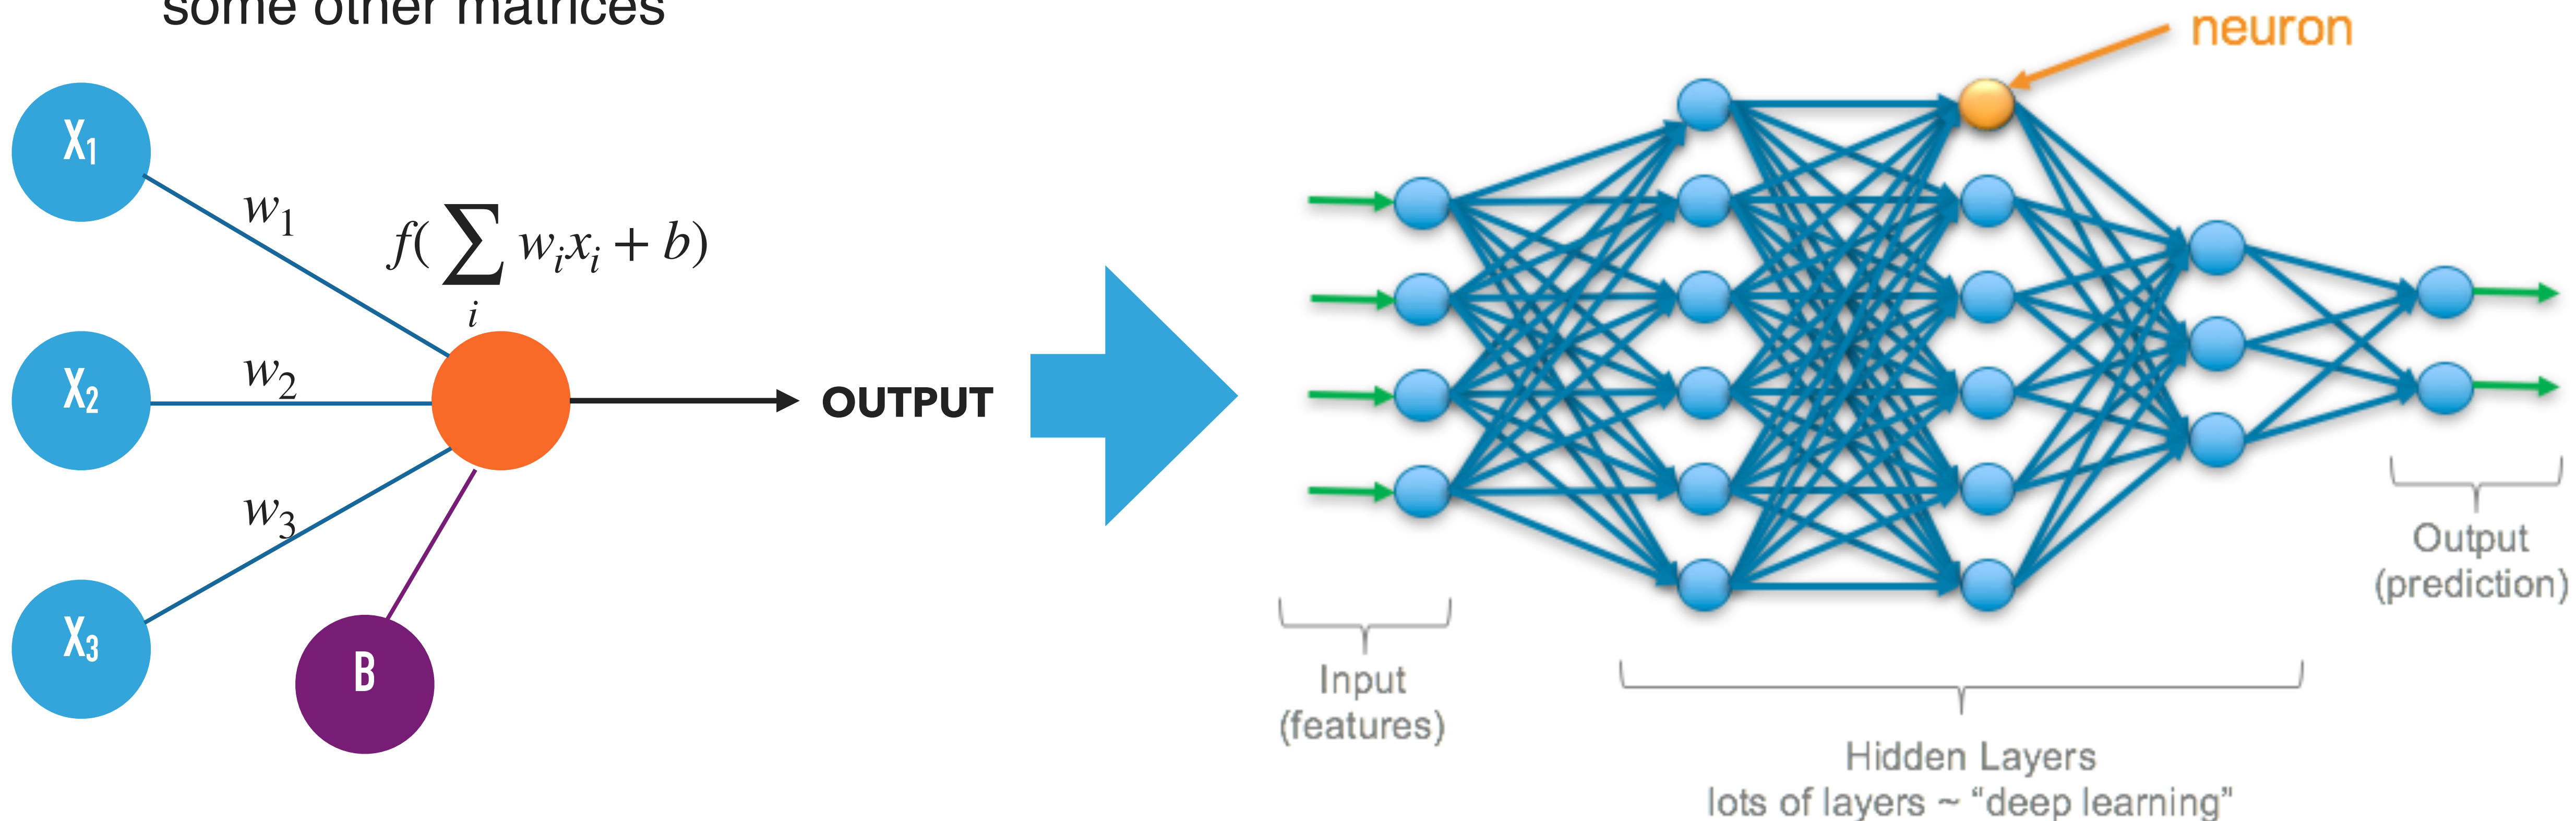 some other matrices
neuron
X1
w1
f( ∑ wixi + b)
i
X2
w2
OUTPUT
w3
X3
B
Output
(prediction)
Input
(features)
Hidden Layers
lots of layers ~ “deep learning”